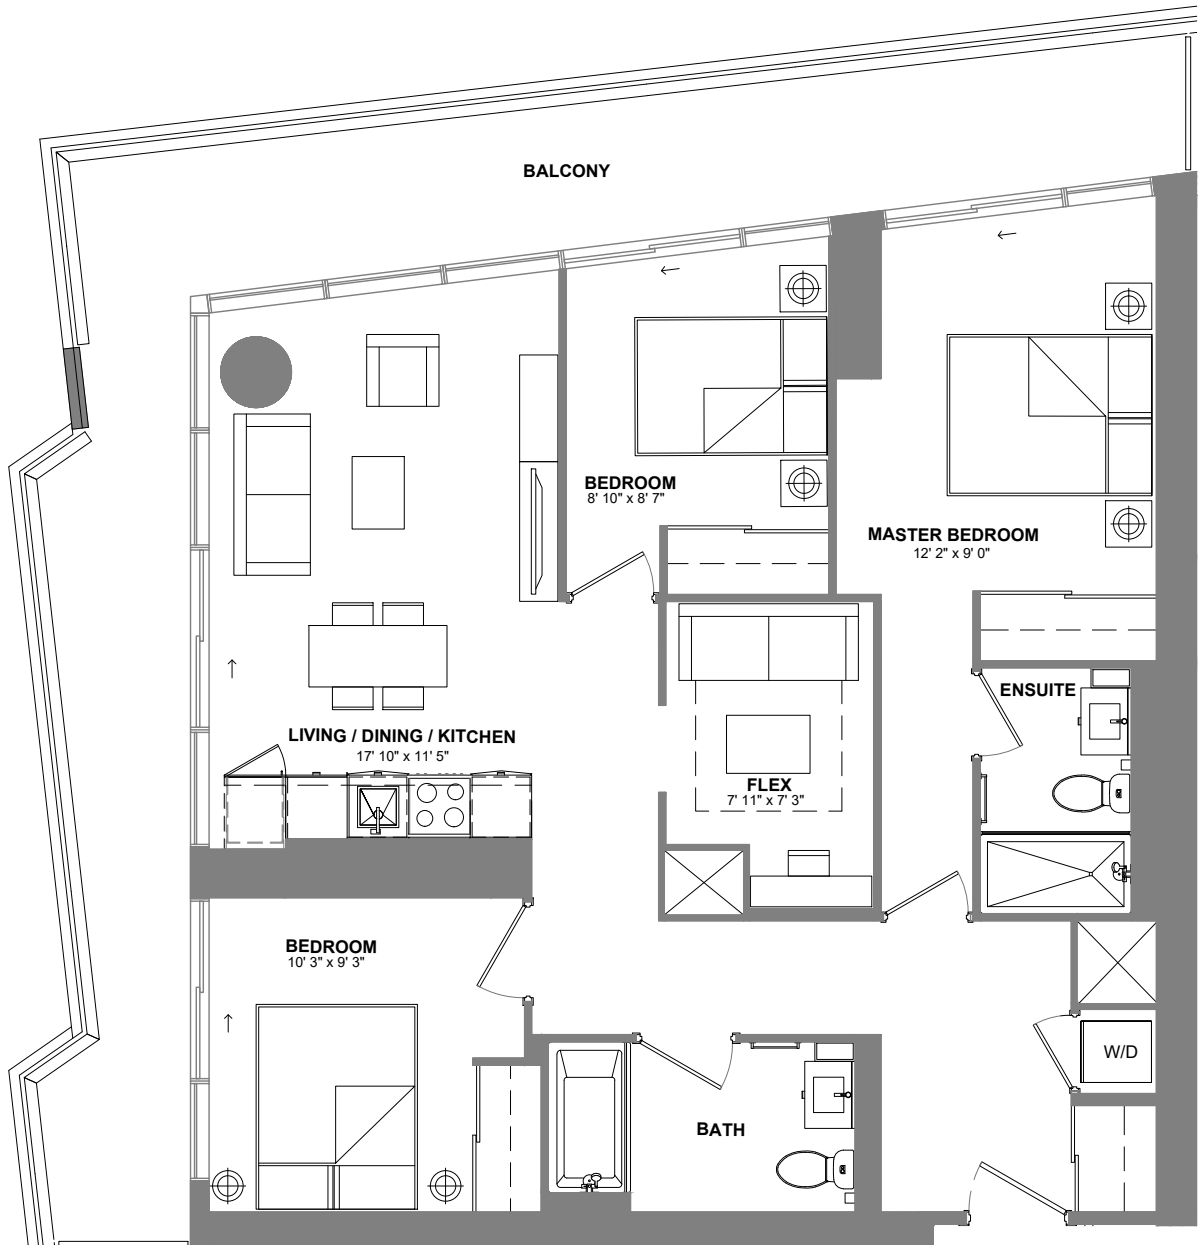 BALCONY
BEDROOM
8' 10" x 8' 7"
MASTER BEDROOM
12' 2" x 9' 0"
ENSUITE
LIVING / DINING / KITCHEN
17' 10" x 11' 5"
FLEX
7' 11" x 7' 3"
BEDROOM
10' 3" x 9' 3"
W/D
BATH